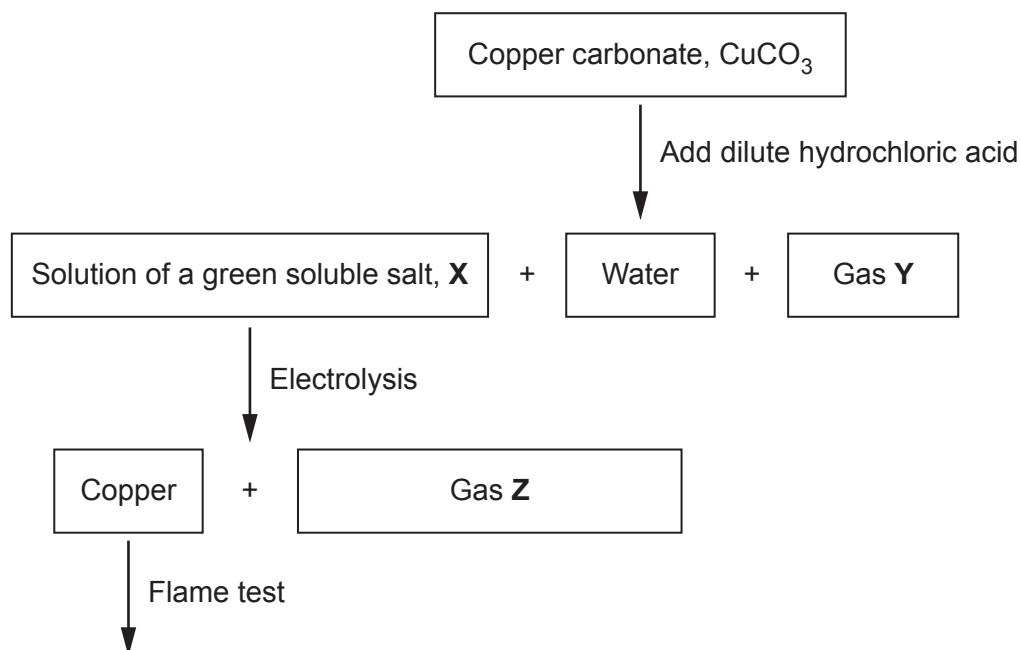 Copper carbonate, CuCO₃
Add dilute hydrochloric acid
Solution of a green soluble salt, X + Water + Gas Y
Electrolysis
Copper + Gas Z
Flame test